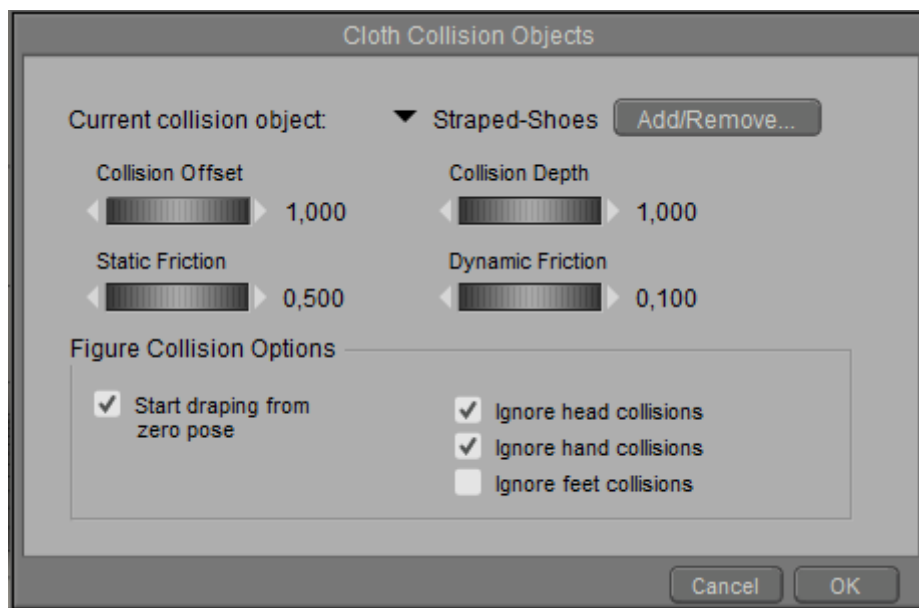 Cloth Collision Objects
Current collision object: Straped-Shoes Add/Remove...
Collision Offset Collision Depth
1,000 1,000
Static Friction Dynamic Friction
0,500 0,100
Figure Collision Options
Start draping from
zero pose
Ignore head collisions
Ignore hand collisions
Ignore feet collisions
Cancel OK